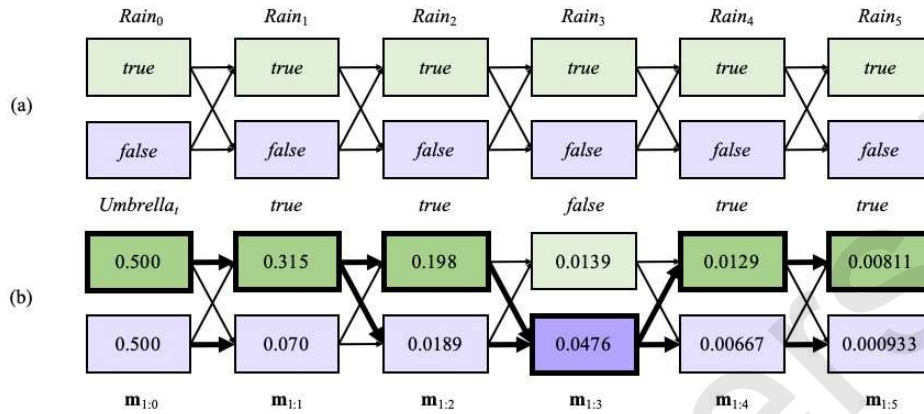 Rain0 Rain1 Rain2 Rain3 Rain4 Rain5
true true true true true true
(a)
false false false false false false
Umbrellat true true false true true
0.500 0.315 0.198 0.0139 0.0129 0.00811
(b)
0.500 0.070 0.0189 0.0476 0.00667 0.000933
m1:0 m1:1 m1:2 m1:3 m1:4 m1:5